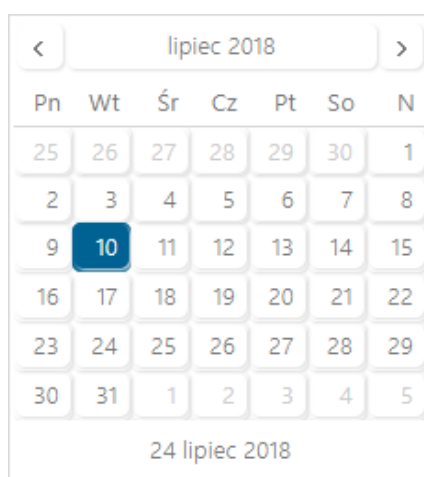 < lipiec 2018 >
Pn Wt Śr Cz Pt So N
25 26 27 28 29 30 1
2 3 4 5 6 7 8
9 10 11 12 13 14 15
16 17 18 19 20 21 22
23 24 25 26 27 28 29
30 31 1 2 3 4 5
24 lipiec 2018